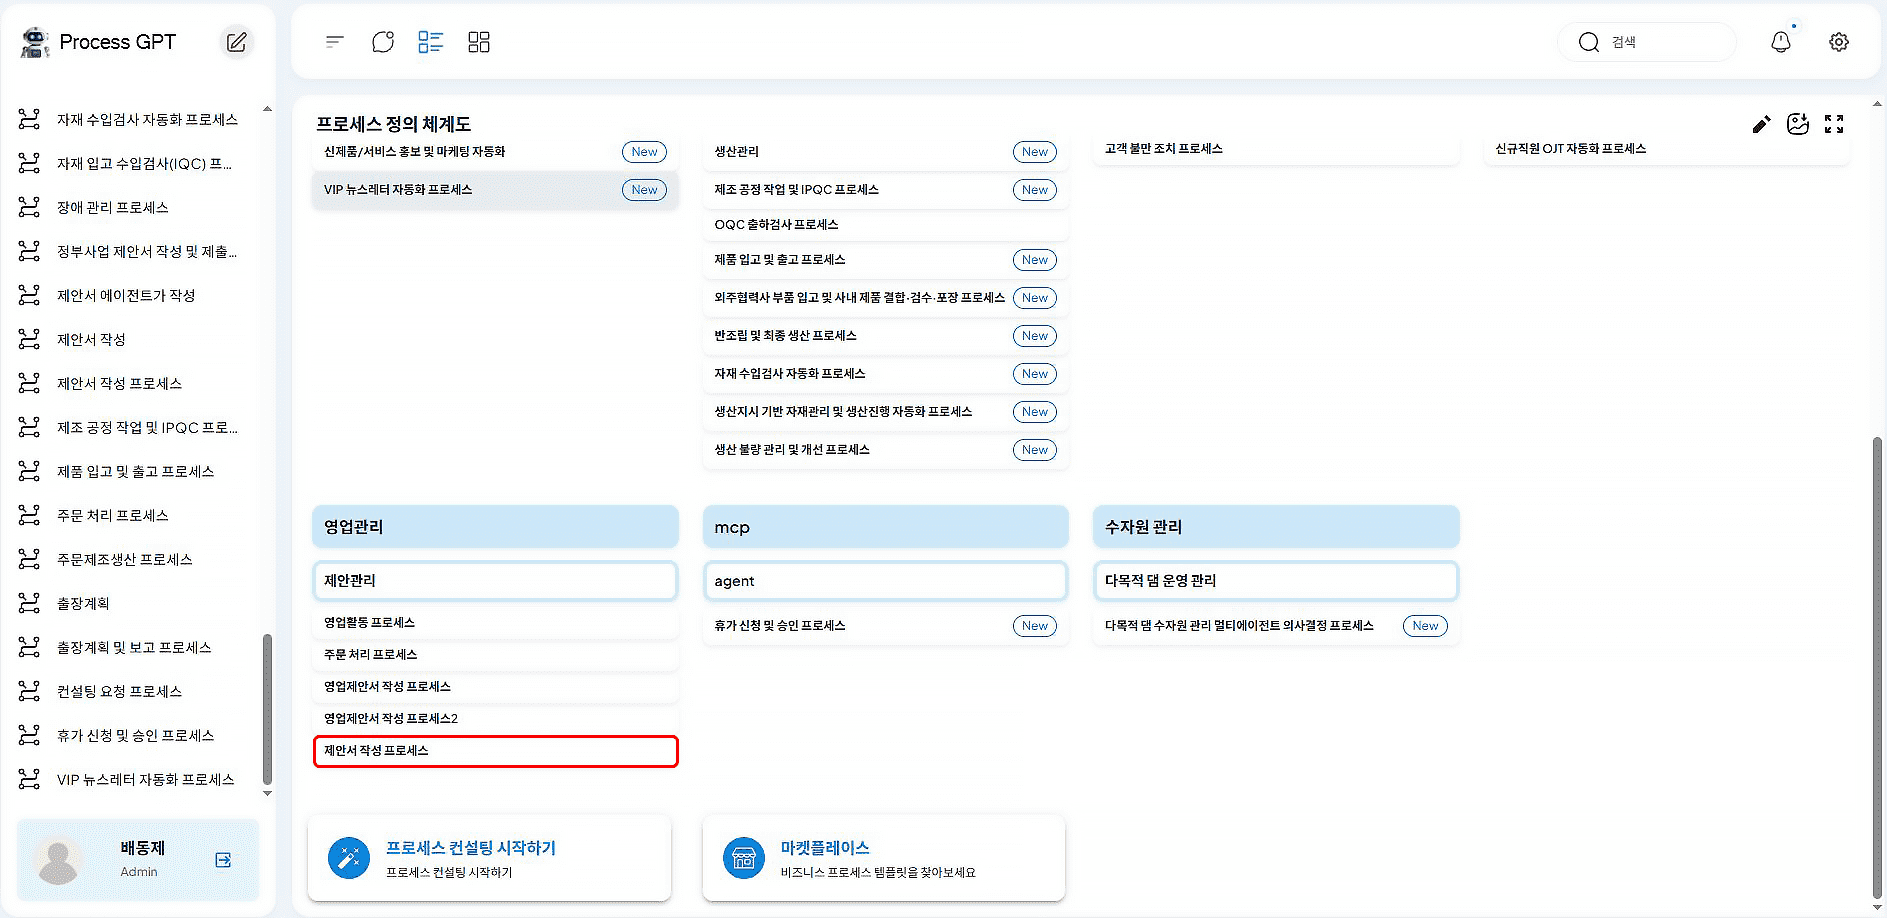 Process GPT
검색
자재 수입검사 자동화 프로세스
자재 입고 수입검사(IQC) 프...
장애 관리 프로세스
정부사업 제안서 작성 및 제출...
제안서 에이전트가 작성
제안서 작성
제안서 작성 프로세스
제조 공정 작업 및 IPQC 프로...
제품 입고 및 출고 프로세스
주문 처리 프로세스
주문제조생산 프로세스
출장계획
출장계획 및 보고 프로세스
컨설팅 요청 프로세스
휴가 신청 및 승인 프로세스
VIP 뉴스레터 자동화 프로세스
배동제
Admin
프로세스 정의 체계도
신제품/서비스 홍보 및 마케팅 자동화 New
VIP 뉴스레터 자동화 프로세스 New
생산관리 New
제조 공정 작업 및 IPQC 프로세스 New
OQC 출하검사 프로세스
제품 입고 및 출고 프로세스 New
외주협력사 부품 입고 및 사내 제품 결합·검수·포장 프로세스 New
반조립 및 최종 생산 프로세스 New
자재 수입검사 자동화 프로세스 New
생산지시 기반 자재관리 및 생산진행 자동화 프로세스 New
생산 불량 관리 및 개선 프로세스 New
고객 불만 조치 프로세스
신규직원 OJT 자동화 프로세스
영업관리
제안관리
영업활동 프로세스
주문 처리 프로세스
영업제안서 작성 프로세스
영업제안서 작성 프로세스2
제안서 작성 프로세스
mcp
agent
휴가 신청 및 승인 프로세스 New
수자원 관리
다목적 댐 운영 관리
다목적 댐 수자원 관리 멀티에이전트 의사결정 프로세스 New
프로세스 컨설팅 시작하기
프로세스 컨설팅 시작하기
마켓플레이스
비즈니스 프로세스 템플릿을 찾아보세요